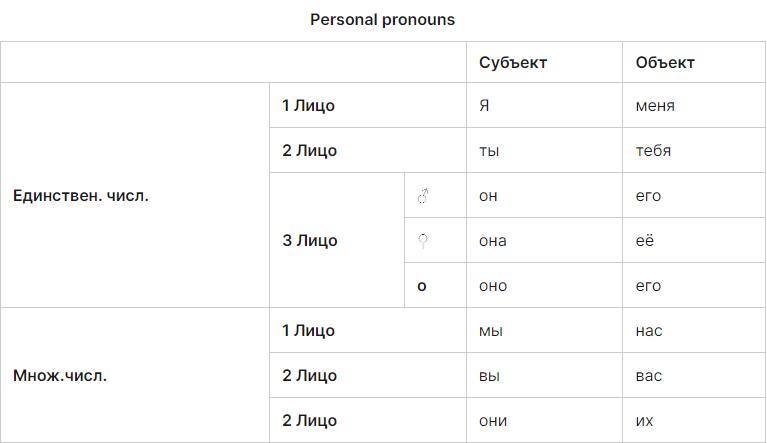 Personal pronouns
Субъект Объект
Единствен. числ. 1 Лицо Я меня
2 Лицо ты тебя
3 Лицо ♂ он его
♀ она её
o оно его
Множ.числ. 1 Лицо мы нас
2 Лицо вы вас
2 Лицо они их